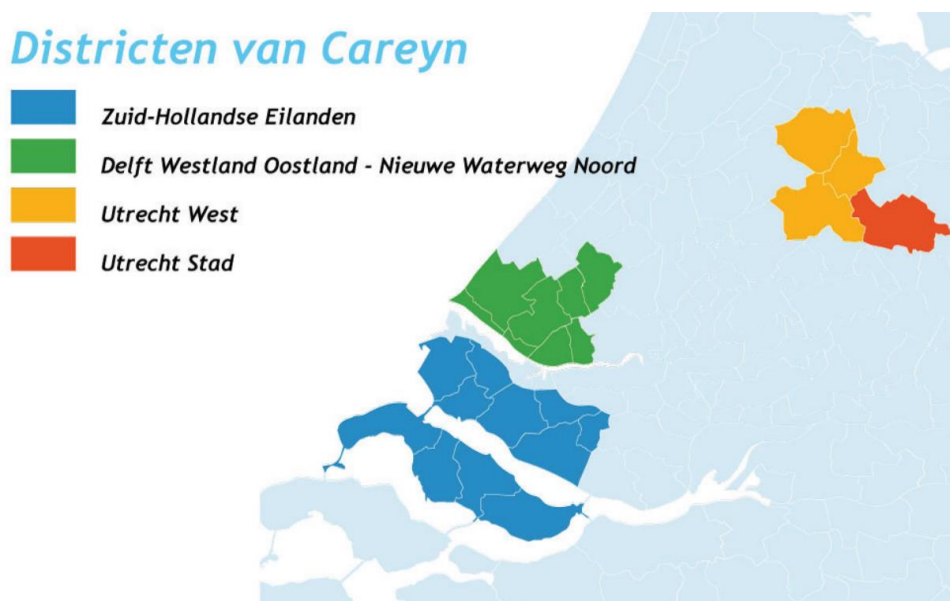 Districten van Careyn
Zuid-Hollandse Eilanden
Delft Westland Oostland - Nieuwe Waterweg Noord
Utrecht West
Utrecht Stad